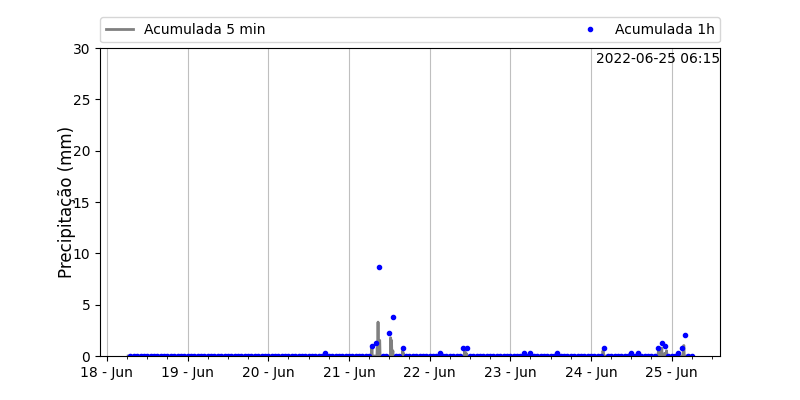 Acumulada 5 min
Acumulada 1h
2022-06-25 06:15
Precipitação (mm)
30
25
20
15
10
5
0
18 - Jun
19 - Jun
20 - Jun
21 - Jun
22 - Jun
23 - Jun
24 - Jun
25 - Jun